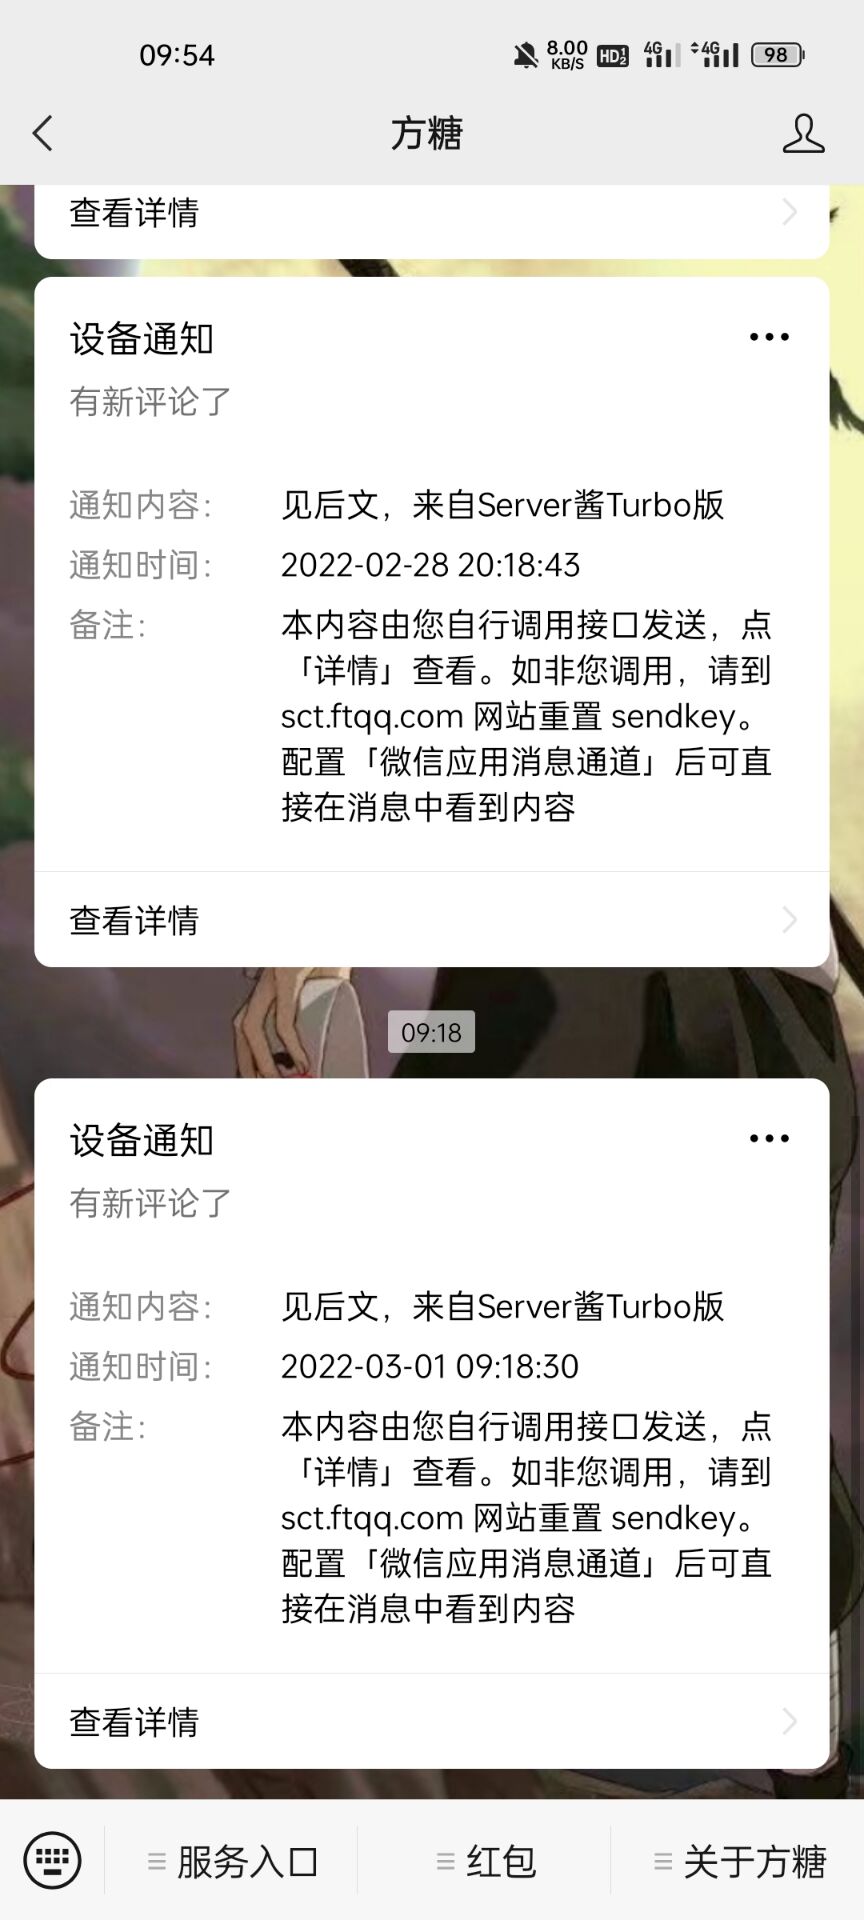 09:54
8.00
KB/S
HD
4G
4G
98
方糖
查看详情
设备通知
有新评论了
通知内容: 见后文，来自Server酱Turbo版
通知时间: 2022-02-28 20:18:43
备注: 本内容由您自行调用接口发送，点
「详情」查看。如非您调用，请到
sct.ftqq.com 网站重置 sendkey。
配置「微信应用消息通道」后可直
接在消息中看到内容
查看详情
09:18
设备通知
有新评论了
通知内容: 见后文，来自Server酱Turbo版
通知时间: 2022-03-01 09:18:30
备注: 本内容由您自行调用接口发送，点
「详情」查看。如非您调用，请到
sct.ftqq.com 网站重置 sendkey。
配置「微信应用消息通道」后可直
接在消息中看到内容
查看详情
服务入口
红包
关于方糖